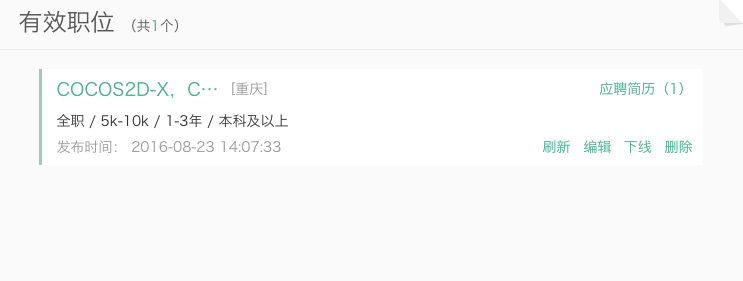 有效职位 （共1个）
COCOS2D-X，C… [重庆] 应聘简历（1）
全职 / 5k-10k / 1-3年 / 本科及以上
发布时间： 2016-08-23 14:07:33 刷新 编辑 下线 删除